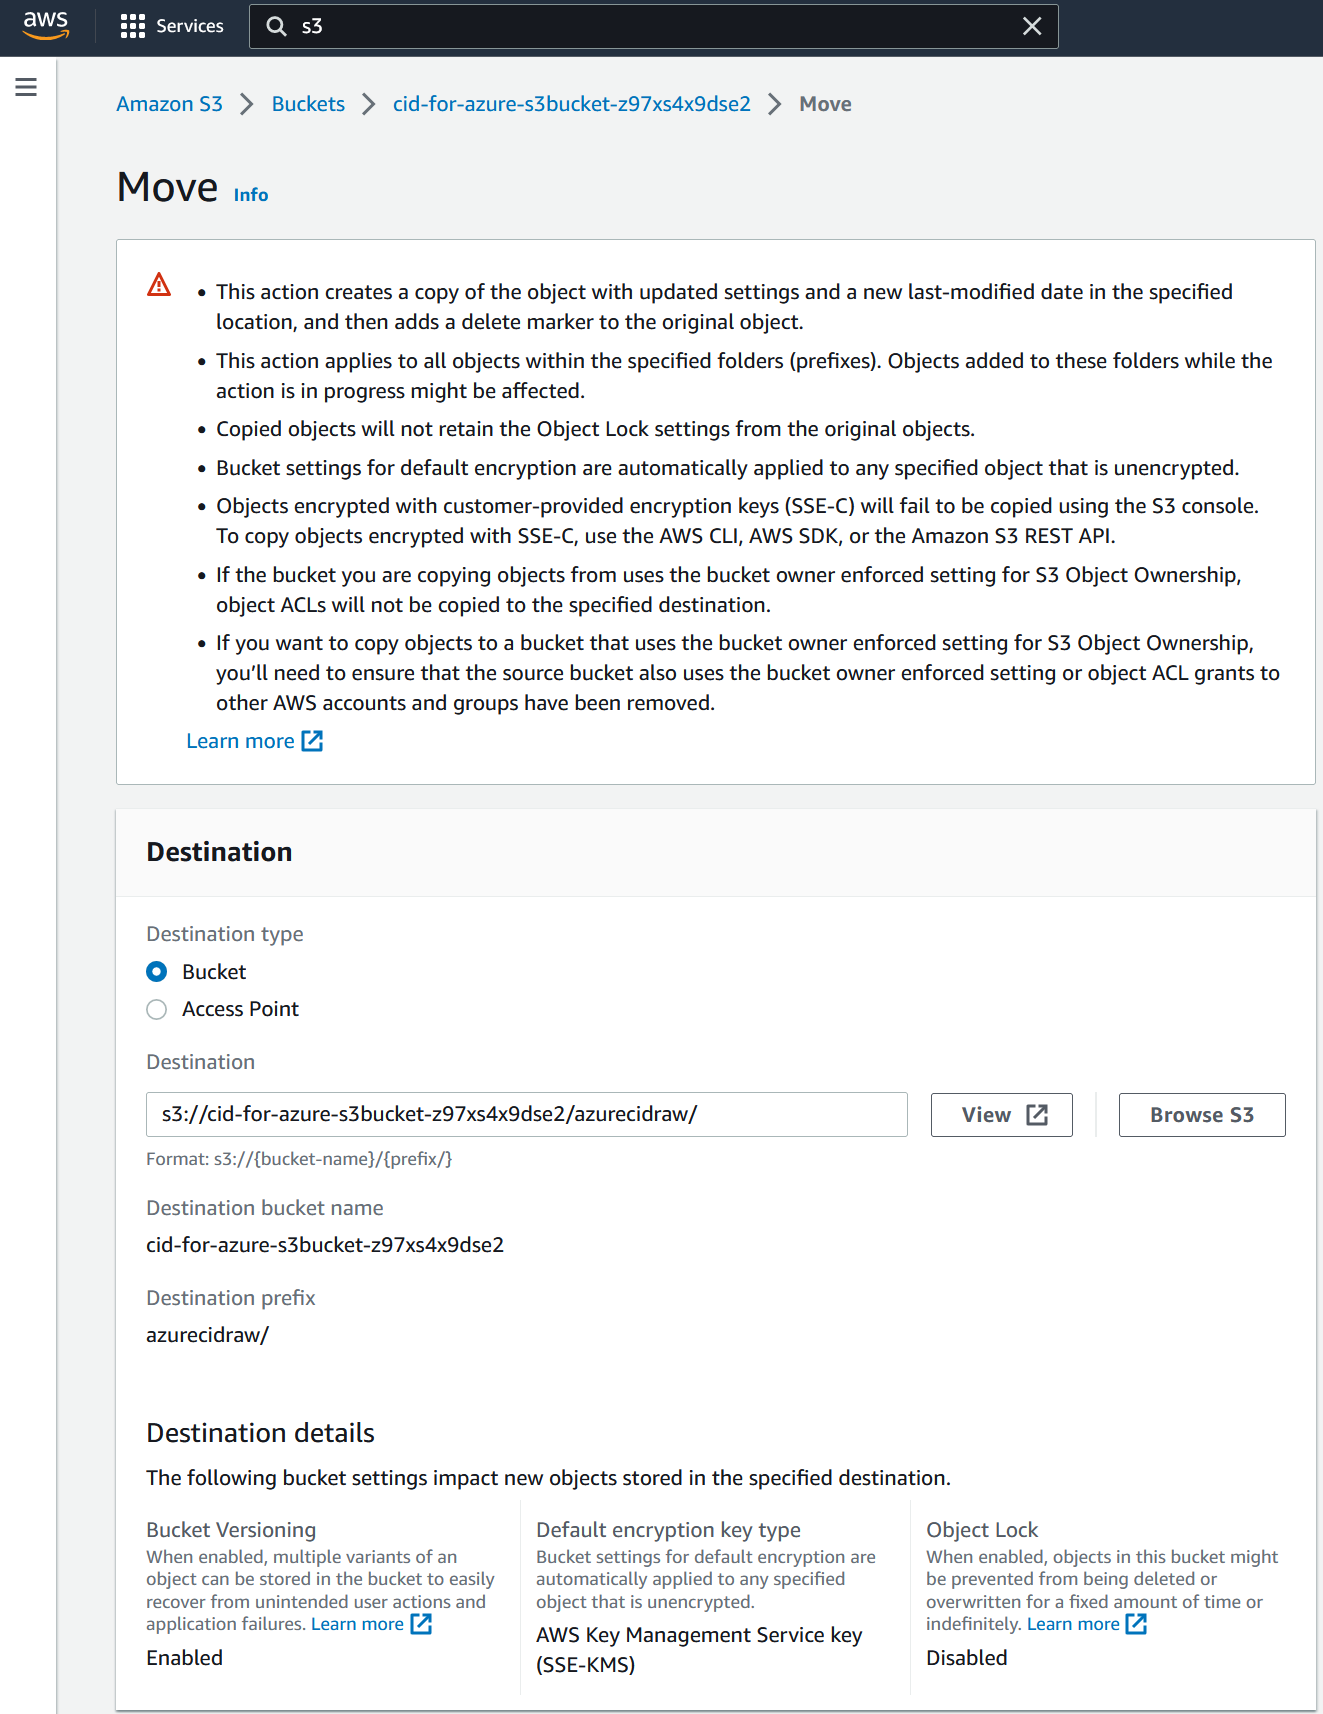 aws
Services
s3
Amazon S3 > Buckets > cid-for-azure-s3bucket-z97xs4x9dse2 > Move
Move Info
• This action creates a copy of the object with updated settings and a new last-modified date in the specified
location, and then adds a delete marker to the original object.
• This action applies to all objects within the specified folders (prefixes). Objects added to these folders while the
action is in progress might be affected.
• Copied objects will not retain the Object Lock settings from the original objects.
• Bucket settings for default encryption are automatically applied to any specified object that is unencrypted.
• Objects encrypted with customer-provided encryption keys (SSE-C) will fail to be copied using the S3 console.
To copy objects encrypted with SSE-C, use the AWS CLI, AWS SDK, or the Amazon S3 REST API.
• If the bucket you are copying objects from uses the bucket owner enforced setting for S3 Object Ownership,
object ACLs will not be copied to the specified destination.
• If you want to copy objects to a bucket that uses the bucket owner enforced setting for S3 Object Ownership,
you’ll need to ensure that the source bucket also uses the bucket owner enforced setting or object ACL grants to
other AWS accounts and groups have been removed.
Learn more
Destination
Destination type
Bucket
Access Point
Destination
s3://cid-for-azure-s3bucket-z97xs4x9dse2/azurecidraw/
View
Browse S3
Format: s3://{bucket-name}/{prefix/}
Destination bucket name
cid-for-azure-s3bucket-z97xs4x9dse2
Destination prefix
azurecidraw/
Destination details
The following bucket settings impact new objects stored in the specified destination.
Bucket Versioning
When enabled, multiple variants of an
object can be stored in the bucket to easily
recover from unintended user actions and
application failures. Learn more
Enabled
Default encryption key type
Bucket settings for default encryption are
automatically applied to any specified
object that is unencrypted.
AWS Key Management Service key
(SSE-KMS)
Object Lock
When enabled, objects in this bucket might
be prevented from being deleted or
overwritten for a fixed amount of time or
indefinitely. Learn more
Disabled